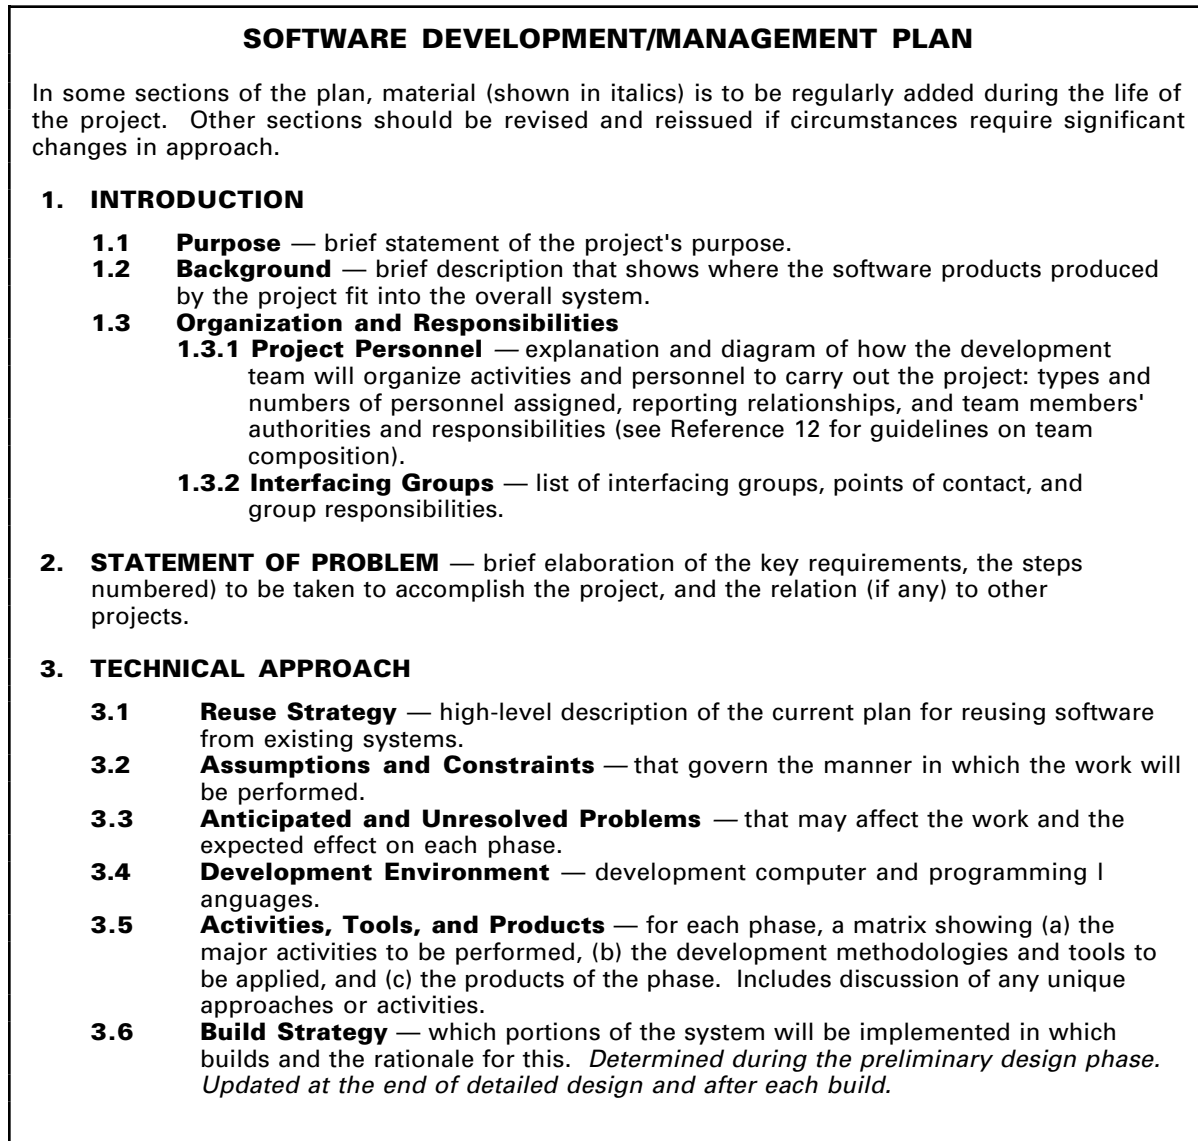 SOFTWARE DEVELOPMENT/MANAGEMENT PLAN
In some sections of the plan, material (shown in italics) is to be regularly added during the life of
the project. Other sections should be revised and reissued if circumstances require significant
changes in approach.
1. INTRODUCTION
1.1 Purpose — brief statement of the project's purpose.
1.2 Background — brief description that shows where the software products produced
by the project fit into the overall system.
1.3 Organization and Responsibilities
1.3.1 Project Personnel — explanation and diagram of how the development
team will organize activities and personnel to carry out the project: types and
numbers of personnel assigned, reporting relationships, and team members'
authorities and responsibilities (see Reference 12 for guidelines on team
composition).
1.3.2 Interfacing Groups — list of interfacing groups, points of contact, and
group responsibilities.
2. STATEMENT OF PROBLEM — brief elaboration of the key requirements, the steps
numbered) to be taken to accomplish the project, and the relation (if any) to other
projects.
3. TECHNICAL APPROACH
3.1 Reuse Strategy — high-level description of the current plan for reusing software
from existing systems.
3.2 Assumptions and Constraints — that govern the manner in which the work will
be performed.
3.3 Anticipated and Unresolved Problems — that may affect the work and the
expected effect on each phase.
3.4 Development Environment — development computer and programming l
anguages.
3.5 Activities, Tools, and Products — for each phase, a matrix showing (a) the
major activities to be performed, (b) the development methodologies and tools to
be applied, and (c) the products of the phase. Includes discussion of any unique
approaches or activities.
3.6 Build Strategy — which portions of the system will be implemented in which
builds and the rationale for this. Determined during the preliminary design phase.
Updated at the end of detailed design and after each build.